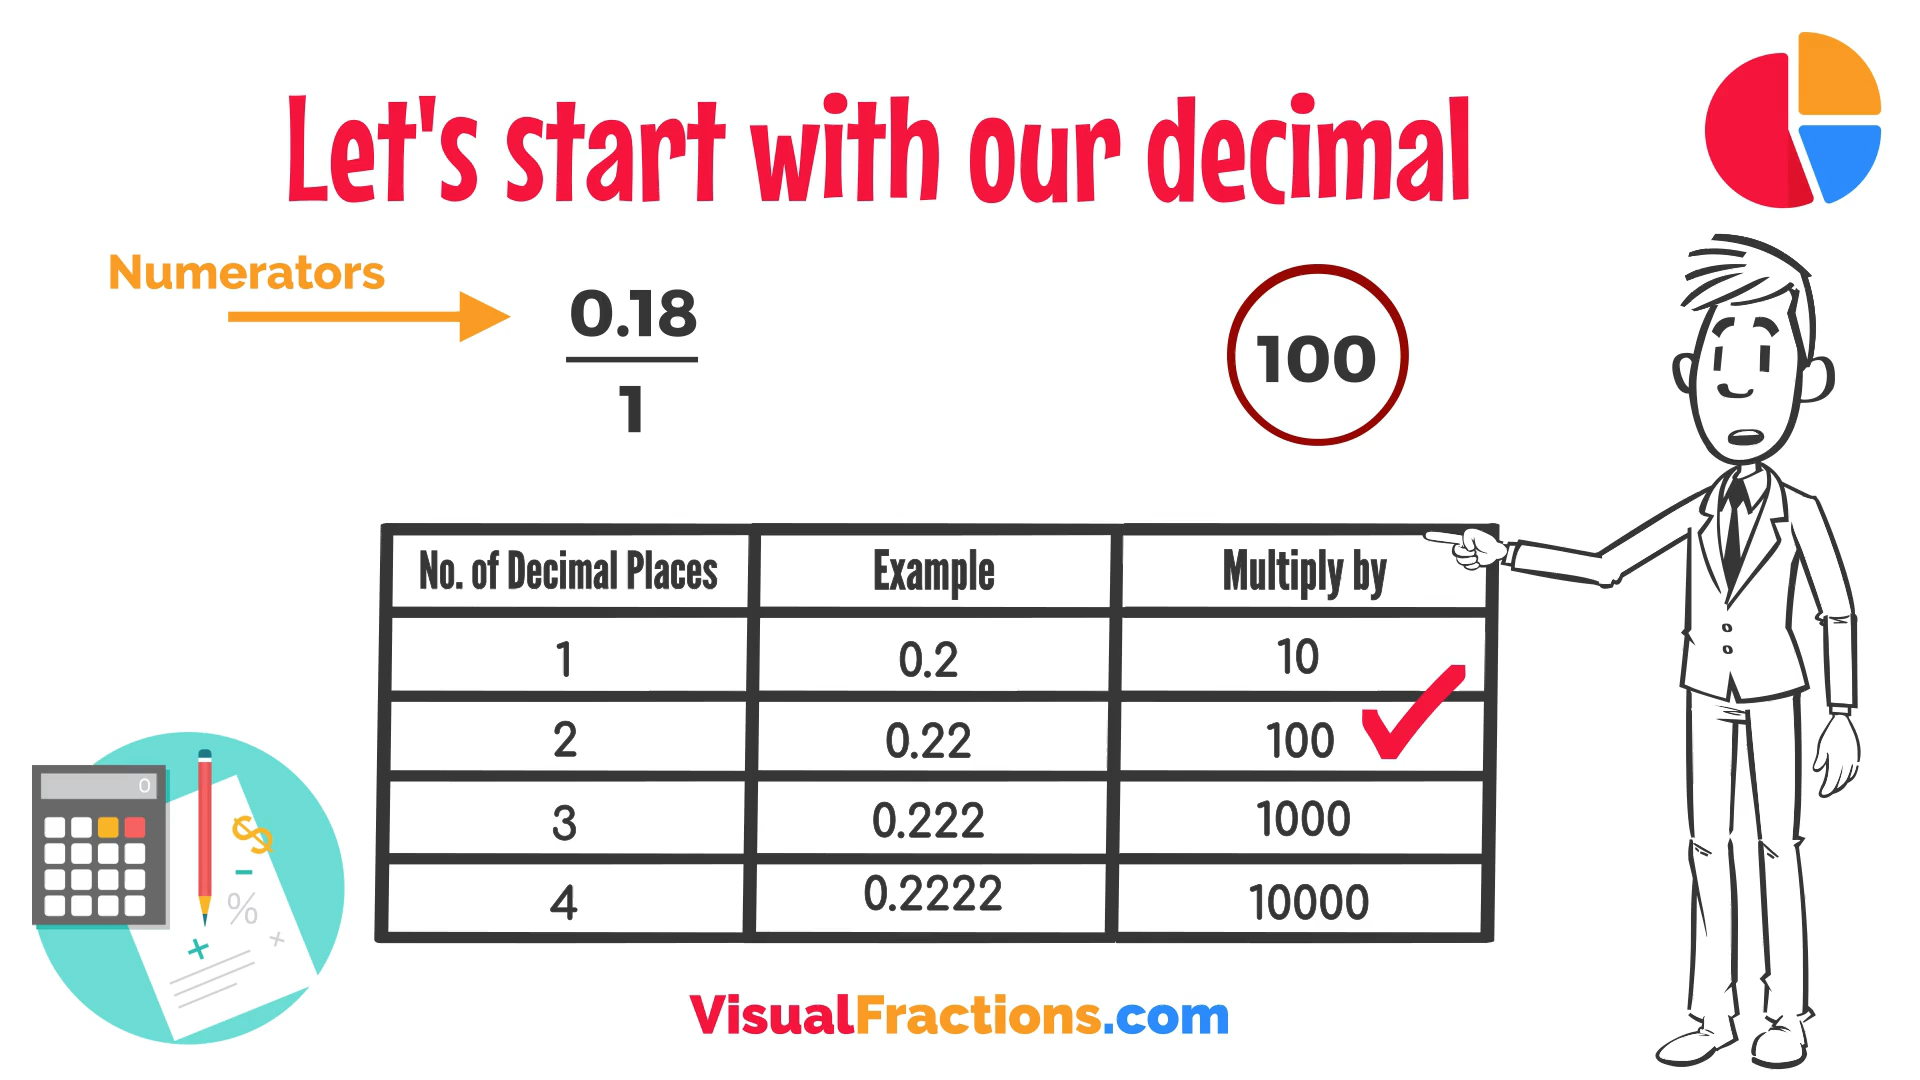 Let's start with our decimal
Numerators
0.18
1
100
No. of Decimal Places Example Multiply by
1 0.2 10
2 0.22 100
3 0.222 1000
4 0.2222 10000
0
$
-
%
+
×
VisualFractions.com